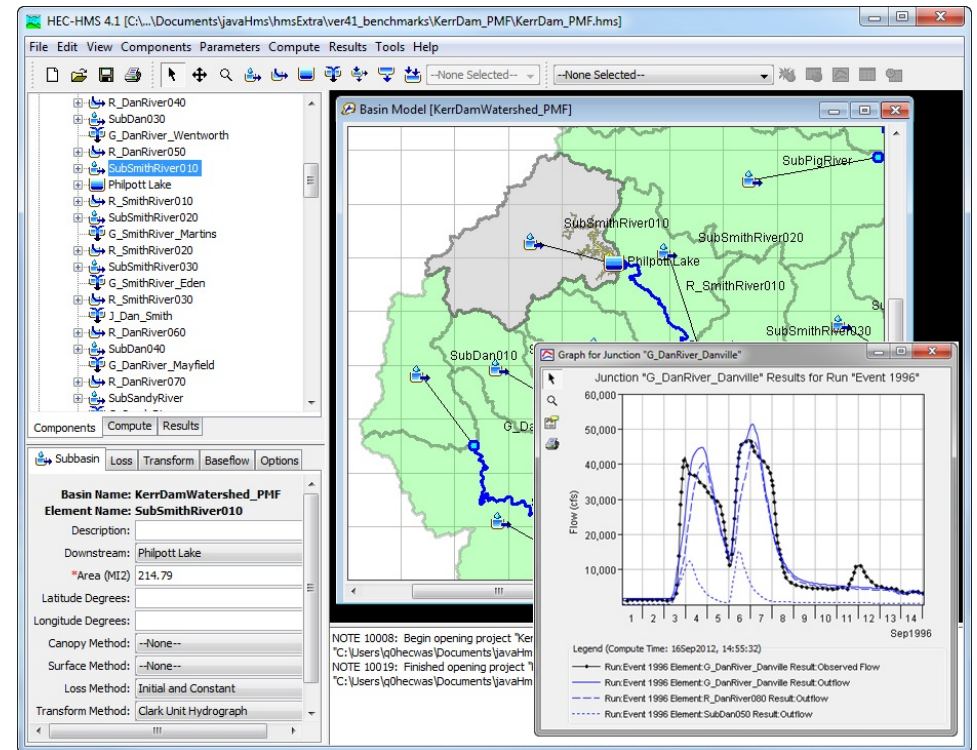 HEC-HMS 4.1 [C:\...\Documents\javaHms\hmsExtra\ver41_benchmarks\KerrDam_PMF\KerrDam_PMF.hms]
File Edit View Components Parameters Compute Results Tools Help
--None Selected-- --None Selected--
R_DanRiver040
SubDan030
G_DanRiver_Wentworth
R_DanRiver050
SubSmithRiver010
Philpott Lake
R_SmithRiver010
SubSmithRiver020
G_SmithRiver_Martins
R_SmithRiver020
SubSmithRiver030
G_SmithRiver_Eden
R_SmithRiver030
J_Dan_Smith
R_DanRiver060
SubDan040
G_DanRiver_Mayfield
R_DanRiver070
SubSandyRiver
Components Compute Results
Subbasin Loss Transform Baseflow Options
Basin Name: KerrDamWatershed_PMF
Element Name: SubSmithRiver010
Description:
Downstream: Philpott Lake
*Area (MI2) 214.79
Latitude Degrees:
Longitude Degrees:
Canopy Method: --None--
Surface Method: --None--
Loss Method: Initial and Constant
Transform Method: Clark Unit Hydrograph
Basin Model [KerrDamWatershed_PMF]
SubPigRiver
SubSmithRiver010
SubSmithRiver020
Philpott Lake
R_SmithRiver010
SubSmithRiver030
SubDan010
NOTE 10008: Begin opening project "Ker
"C:\Users\q0hecwas\Documents\javaHm
NOTE 10019: Finished opening project "
"C:\Users\q0hecwas\Documents\javaHm
Graph for Junction "G_DanRiver_Danville"
Junction "G_DanRiver_Danville" Results for Run "Event 1996"
60,000
50,000
40,000
30,000
20,000
10,000
Flow (cfs)
1 2 3 4 5 6 7 8 9 10 11 12 13 14
Sep1996
Legend (Compute Time: 16Sep2012, 14:55:32)
Run:Event 1996 Element:G_DanRiver_Danville Result:Observed Flow
Run:Event 1996 Element:G_DanRiver_Danville Result:Outflow
Run:Event 1996 Element:R_DanRiver080 Result:Outflow
Run:Event 1996 Element:SubDan050 Result:Outflow